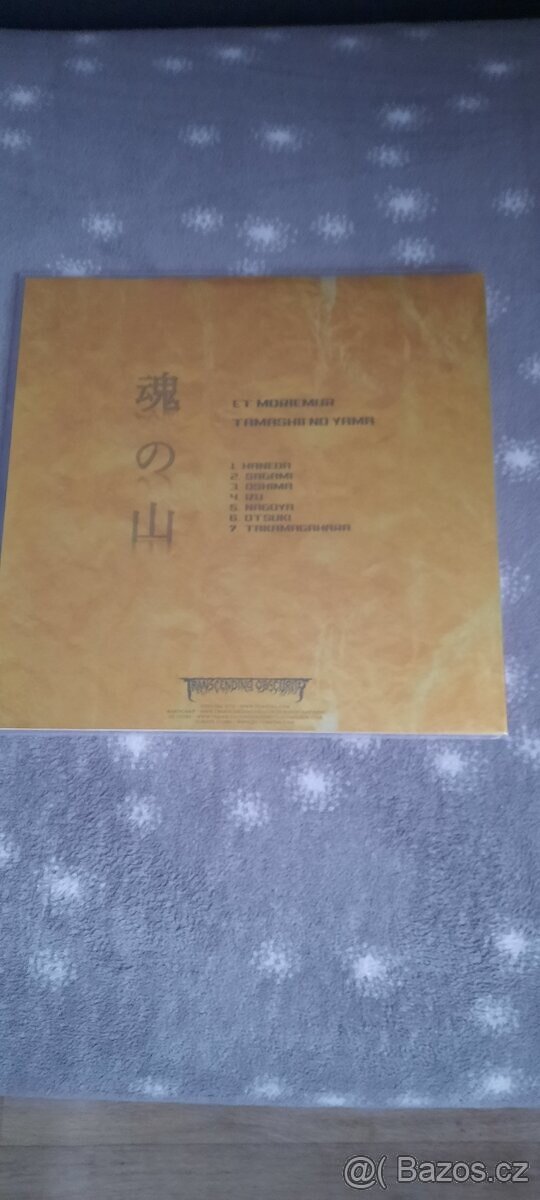 魂の山
ET MORIEMUR
TAMASHII NO YAMA
1 HANEDA
2 SAGAMI
3 OSHIMA
4 IZU
5 NAGOYA
6 OTSUKI
7 TAKAMAGAHARA
TRANSCENDING OBSCURITY
@( Bazos.cz